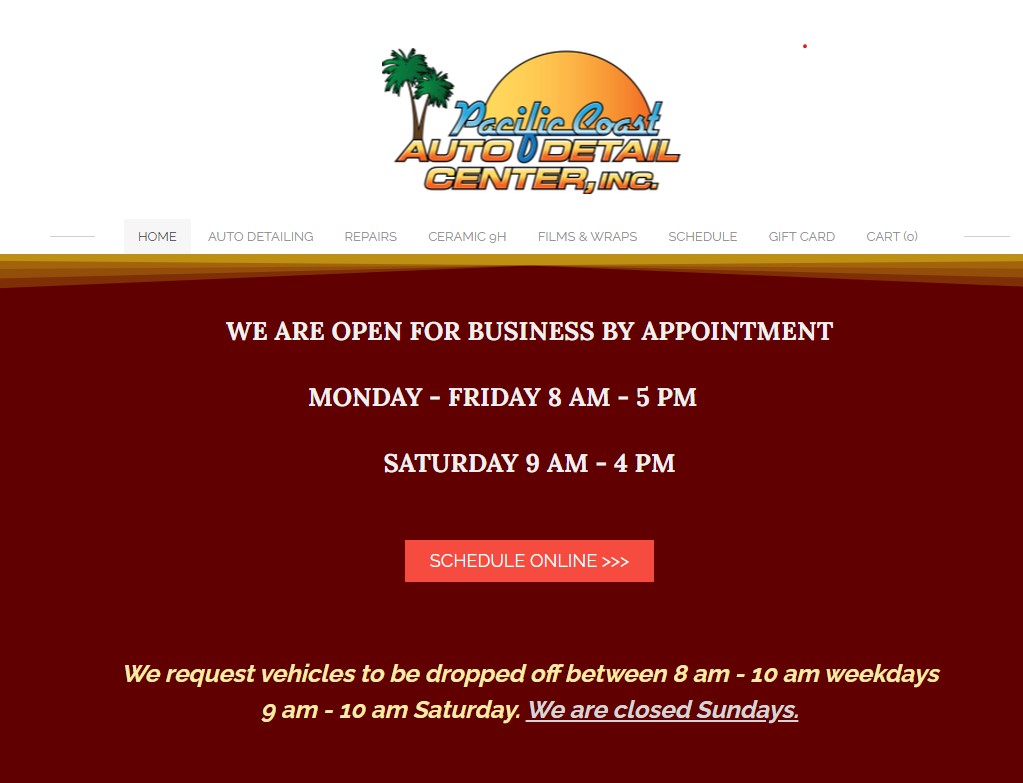 Pacific Coast
AUTO DETAIL
CENTER, INC.
HOME AUTO DETAILING REPAIRS CERAMIC 9H FILMS & WRAPS SCHEDULE GIFT CARD CART (0)
WE ARE OPEN FOR BUSINESS BY APPOINTMENT
MONDAY - FRIDAY 8 AM - 5 PM
SATURDAY 9 AM - 4 PM
SCHEDULE ONLINE >>>
We request vehicles to be dropped off between 8 am - 10 am weekdays
9 am - 10 am Saturday. We are closed Sundays.